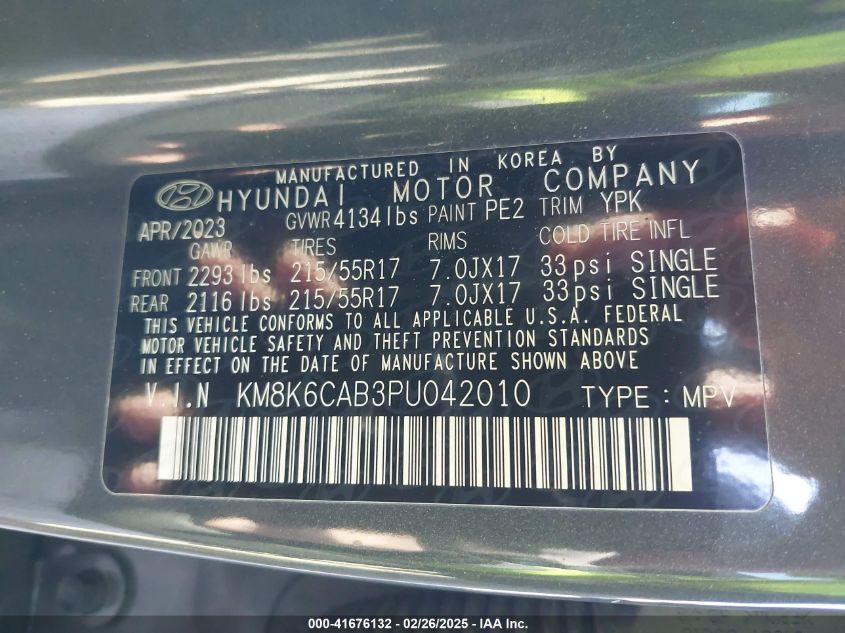 MANUFACTURED IN KOREA BY
HYUNDAI MOTOR COMPANY
APR/2023 GVWR 4134 lbs PAINT PE2 TRIM YPK
GAWR TIRES RIMS COLD TIRE INFL
FRONT 2293 lbs 215/55R17 7.0JX17 33psi SINGLE
REAR 2116 lbs 215/55R17 7.0JX17 33psi SINGLE
THIS VEHICLE CONFORMS TO ALL APPLICABLE U.S.A. FEDERAL
MOTOR VEHICLE SAFETY AND THEFT PREVENTION STANDARDS
IN EFFECT ON THE DATE OF MANUFACTURE SHOWN ABOVE
V.I.N KM8K6CAB3PU042010 TYPE : MPV
000-41676132 - 02/26/2025 - IAA Inc.